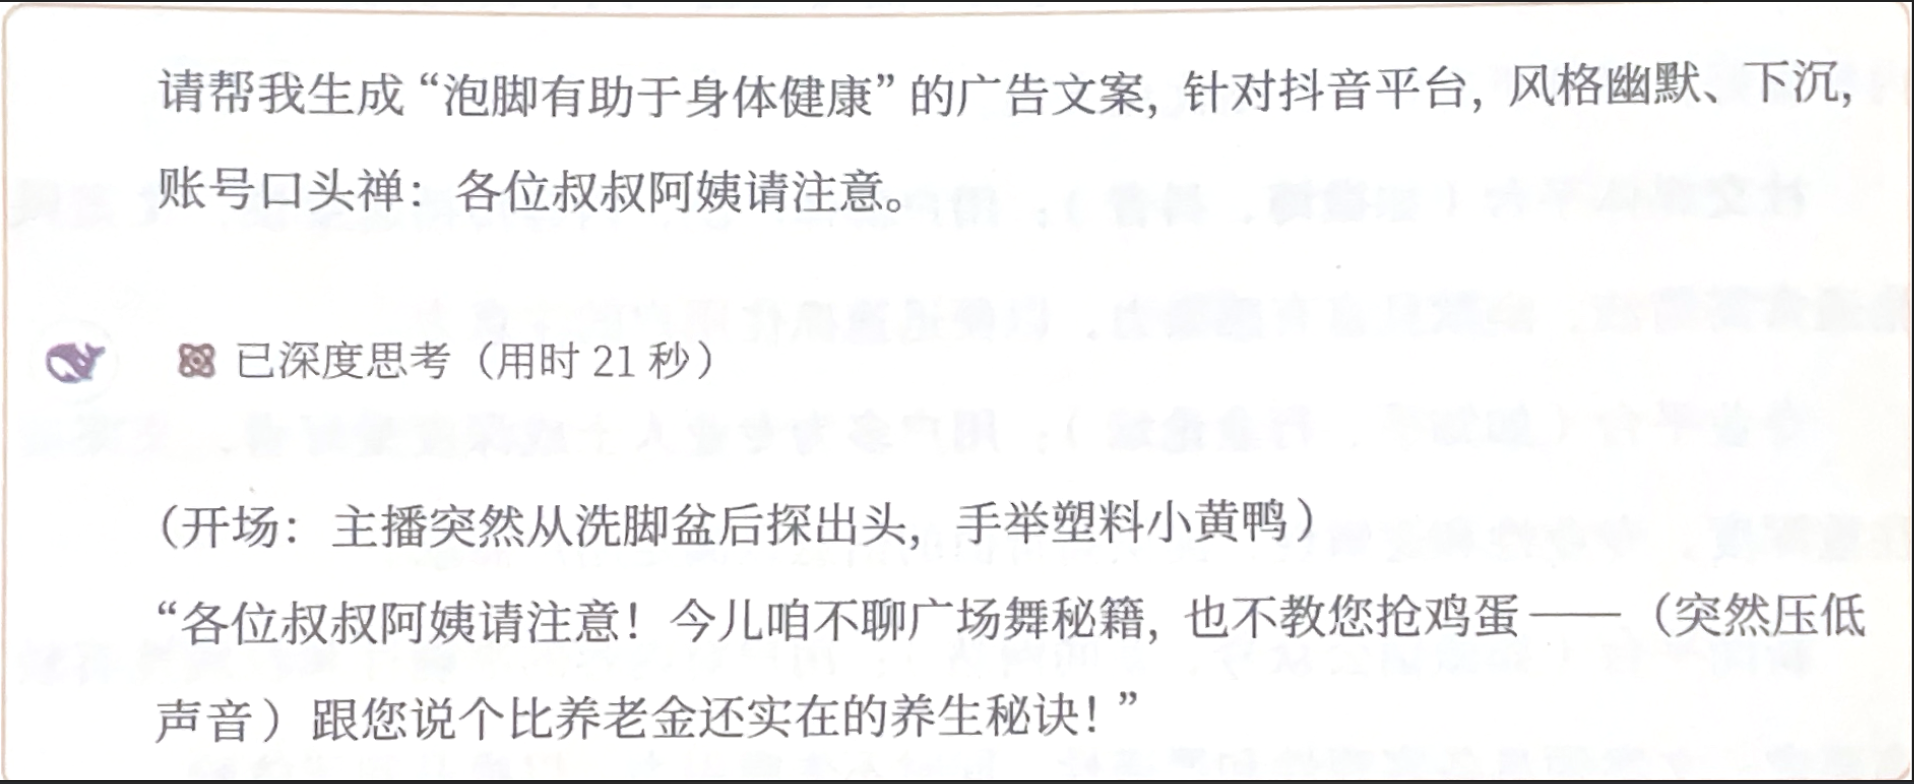 请帮我生成“泡脚有助于身体健康”的广告文案，针对抖音平台，风格幽默、下沉，
账号口头禅：各位叔叔阿姨请注意。
已深度思考（用时 21 秒）
（开场：主播突然从洗脚盆后探出头，手举塑料小黄鸭）
“各位叔叔阿姨请注意！今儿咱不聊广场舞秘籍，也不教您抢鸡蛋——（突然压低
声音）跟您说个比养老金还实在的养生秘诀！”